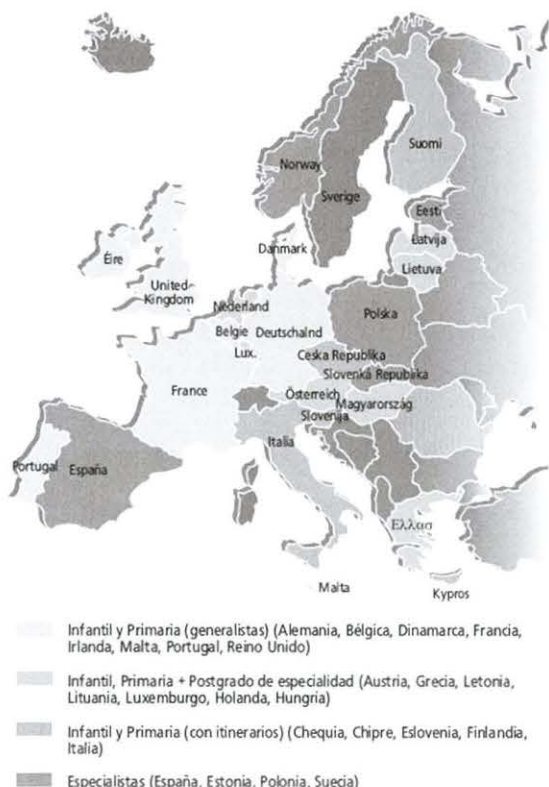 Suomi
Norway
Sverige
Eesti
Latvija
Lietuva
Danmark
Éire
United-
Kingdom
Nederland
Belgie
Deutschalnd
Polska
Lux.
Ceska Republika
Slovenká Republika
France
Österreich
Magyarország
Slovenija
Italia
Portugal
España
Ελλασ
Malta
Kypros
Infantil y Primaria (generalistas) (Alemania, Bélgica, Dinamarca, Francia,
Irlanda, Malta, Portugal, Reino Unido)
Infantil, Primaria + Postgrado de especialidad (Austria, Grecia, Letonia,
Lituania, Luxemburgo, Holanda, Hungría)
Infantil y Primaria (con itinerarios) (Chequia, Chipre, Eslovenia, Finlandia,
Italia)
Especialistas (España, Estonia, Polonia, Suecia)